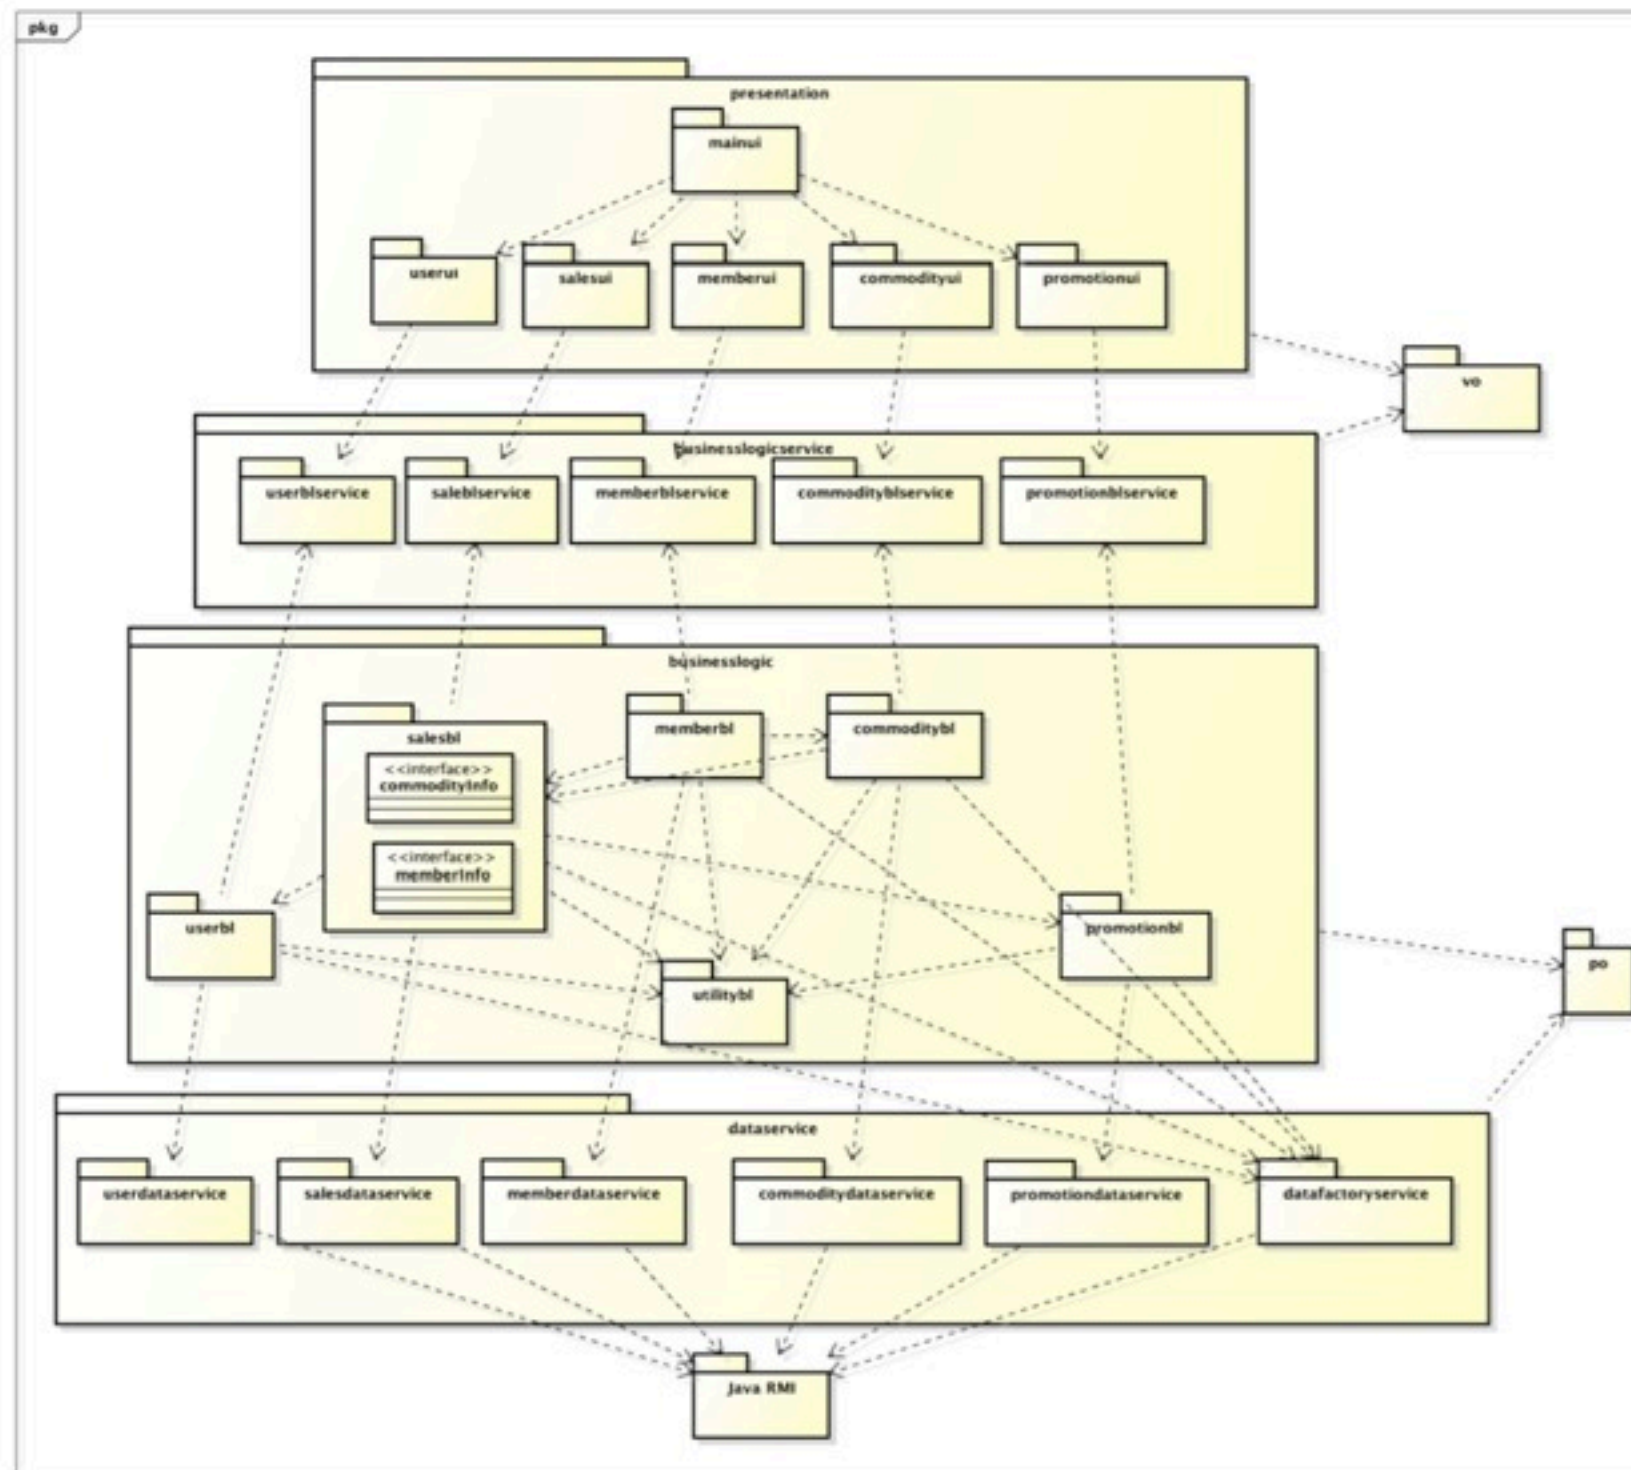 pkg
presentation
mainui
userui
salesui
memberui
commodityui
promotionui
vo
businesslogicservice
userblservice
saleblservice
memberblservice
commodityblservice
promotionblservice
businesslogic
salesbl
<<interface>>
commodityInfo
<<interface>>
memberInfo
memberbl
commoditybl
userbl
utilitybl
promotionbl
po
dataservice
userdataservice
salesdataservice
memberdataservice
commoditydataservice
promotiondataservice
datafactoryservice
Java RMI